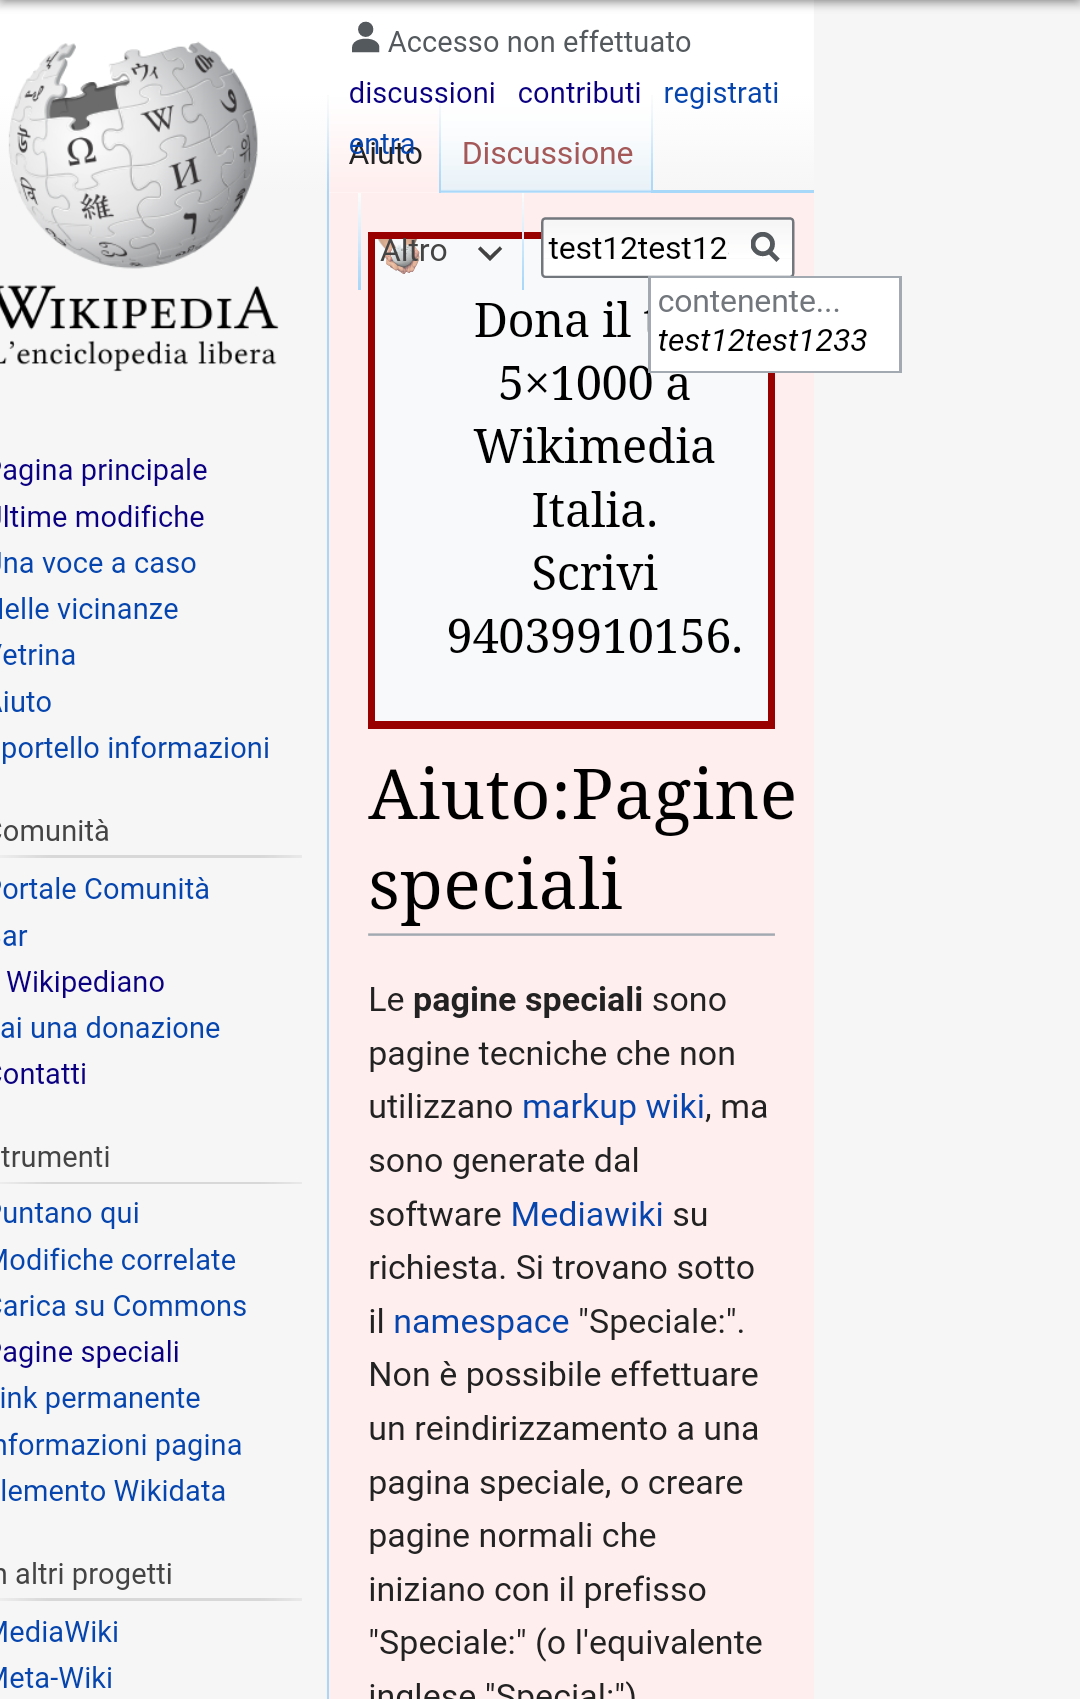 WIKIPEDIA
L'enciclopedia libera
agina principale
ltime modifiche
na voce a caso
elle vicinanze
etrina
iuto
portello informazioni
omunità
ortale Comunità
ar
Wikipediano
ai una donazione
ontatti
trumenti
untano qui
Modifiche correlate
Carica su Commons
agine speciali
ink permanente
nformazioni pagina
lemento Wikidata
n altri progetti
MediaWiki
Meta-Wiki
Accesso non effettuato
discussioni contributi registrati
entra
Aiuto Discussione
Altro test12test12
contenente...
test12test1233
Dona il
5×1000 a
Wikimedia
Italia.
Scrivi
94039910156.
Aiuto:Pagine
speciali
Le pagine speciali sono
pagine tecniche che non
utilizzano markup wiki, ma
sono generate dal
software Mediawiki su
richiesta. Si trovano sotto
il namespace "Speciale:".
Non è possibile effettuare
un reindirizzamento a una
pagina speciale, o creare
pagine normali che
iniziano con il prefisso
"Speciale:" (o l'equivalente
inglese "Special:")